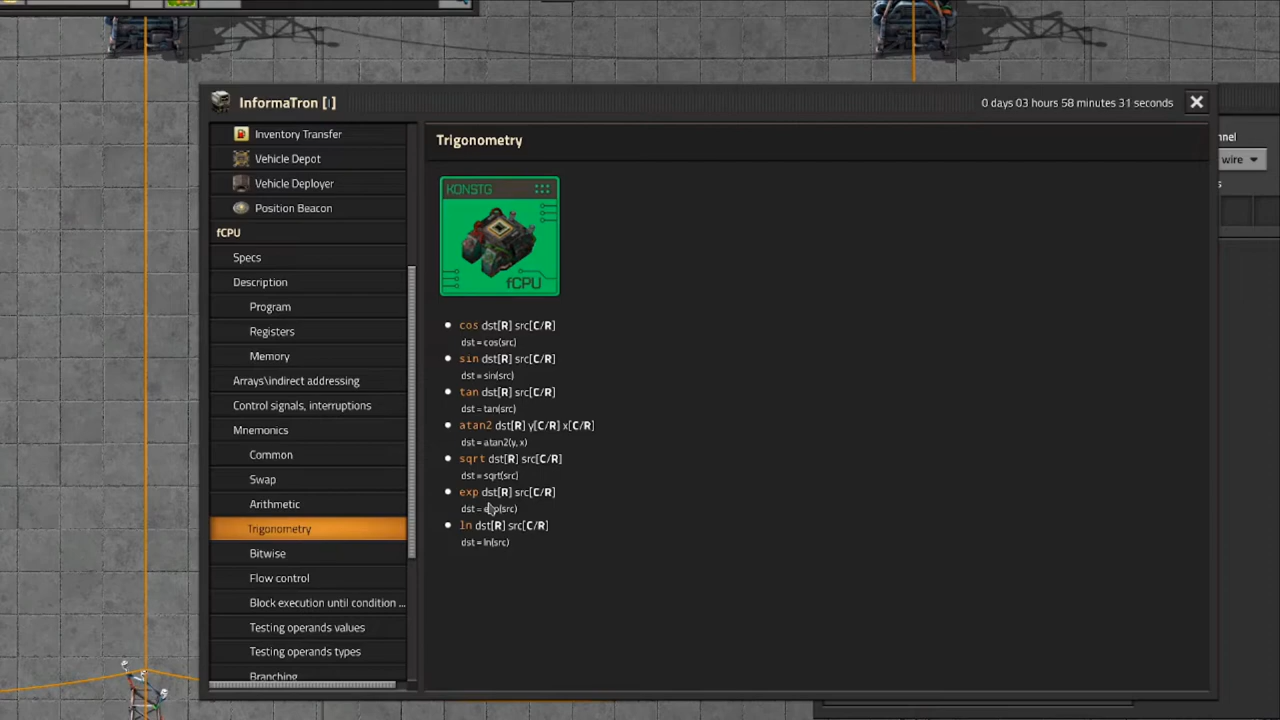 InformaTron [|]
0 days 03 hours 58 minutes 31 seconds
Inventory Transfer
Vehicle Depot
Vehicle Deployer
Position Beacon
fCPU
Specs
Description
Program
Registers
Memory
Arrays\indirect addressing
Control signals, interruptions
Mnemonics
Common
Swap
Arithmetic
Trigonometry
Bitwise
Flow control
Block execution until condition ...
Testing operands values
Testing operands types
Branching
Trigonometry
KONSTG
fCPU
cos dst[R] src[C/R]
dst = cos(src)
sin dst[R] src[C/R]
dst = sin(src)
tan dst[R] src[C/R]
dst = tan(src)
atan2 dst[R] y[C/R] x[C/R]
dst = atan2(y, x)
sqrt dst[R] src[C/R]
dst = sqrt(src)
exp dst[R] src[C/R]
dst = exp(src)
ln dst[R] src[C/R]
dst = ln(src)
wire